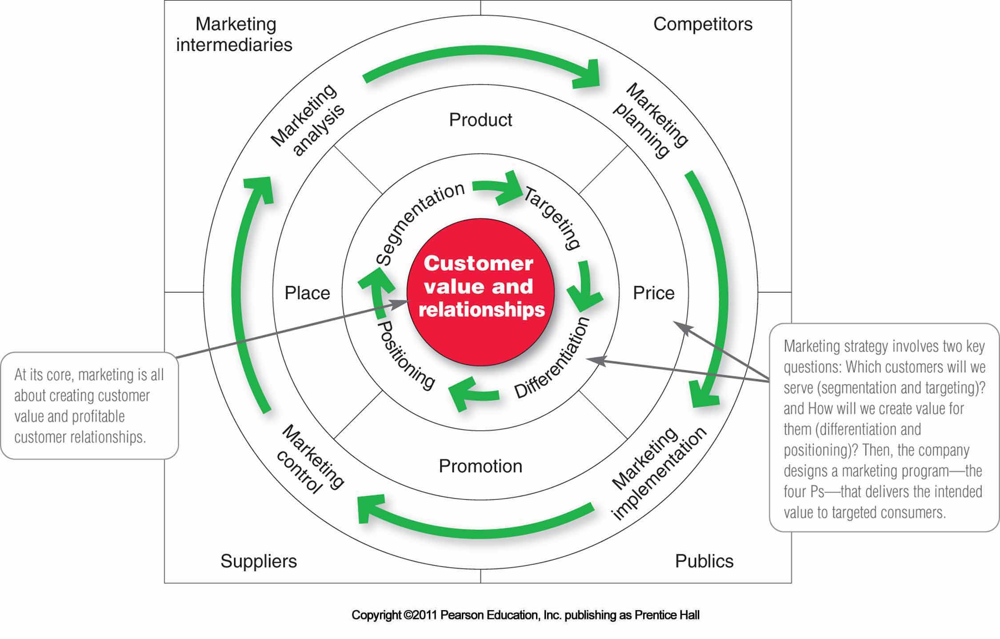 Marketing
intermediaries
Competitors
Marketing
analysis
Marketing
planning
Product
Segmentation
Targeting
Customer
value and
relationships
Place
Price
Positioning
Differentiation
At its core, marketing is all
about creating customer
value and profitable
customer relationships.
Marketing strategy involves two key
questions: Which customers will we
serve (segmentation and targeting)?
and How will we create value for
them (differentiation and
positioning)? Then, the company
designs a marketing program—the
four Ps—that delivers the intended
value to targeted consumers.
Marketing
control
Promotion
Marketing
implementation
Suppliers
Publics
Copyright ©2011 Pearson Education, Inc. publishing as Prentice Hall